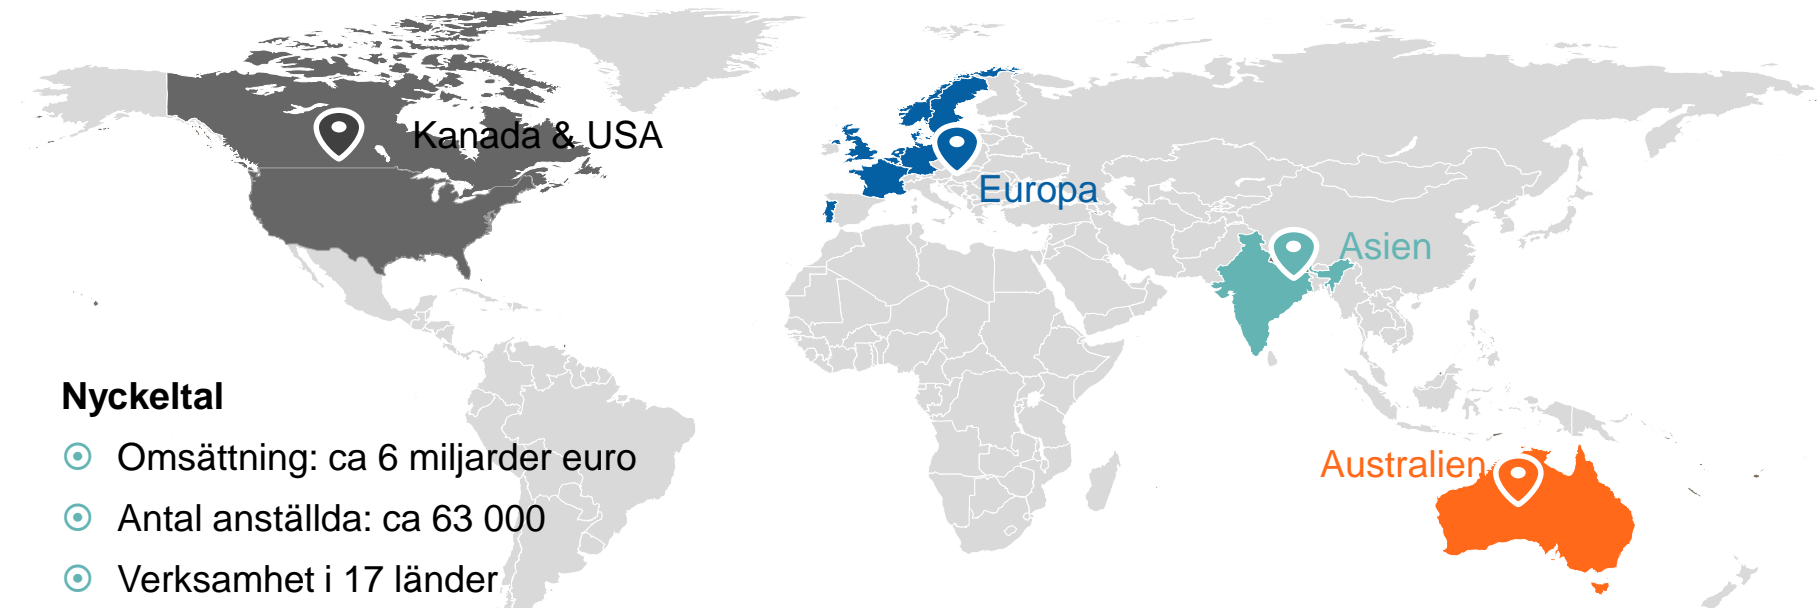 Kanada & USA
Europa
Asien
Australien
Nyckeltal
Omsättning: ca 6 miljarder euro
Antal anställda: ca 63 000
Verksamhet i 17 länder